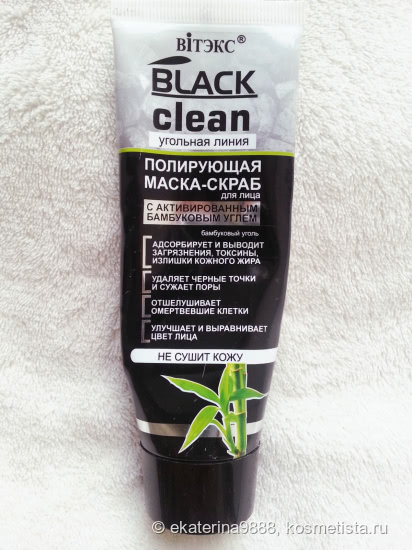 ВIТЭКС®
BLACK
clean
угольная линия
ПОЛИРУЮЩАЯ
МАСКА-СКРАБ
для лица
С АКТИВИРОВАННЫМ
БАМБУКОВЫМ УГЛЕМ
бамбуковый уголь
АДСОРБИРУЕТ И ВЫВОДИТ
ЗАГРЯЗНЕНИЯ, ТОКСИНЫ,
ИЗЛИШКИ КОЖНОГО ЖИРА
УДАЛЯЕТ ЧЕРНЫЕ ТОЧКИ
И СУЖАЕТ ПОРЫ
ОТШЕЛУШИВАЕТ
ОМЕРТВЕВШИЕ КЛЕТКИ
УЛУЧШАЕТ И ВЫРАВНИВАЕТ
ЦВЕТ ЛИЦА
НЕ СУШИТ КОЖУ
© ekaterina9888, kosmetista.ru